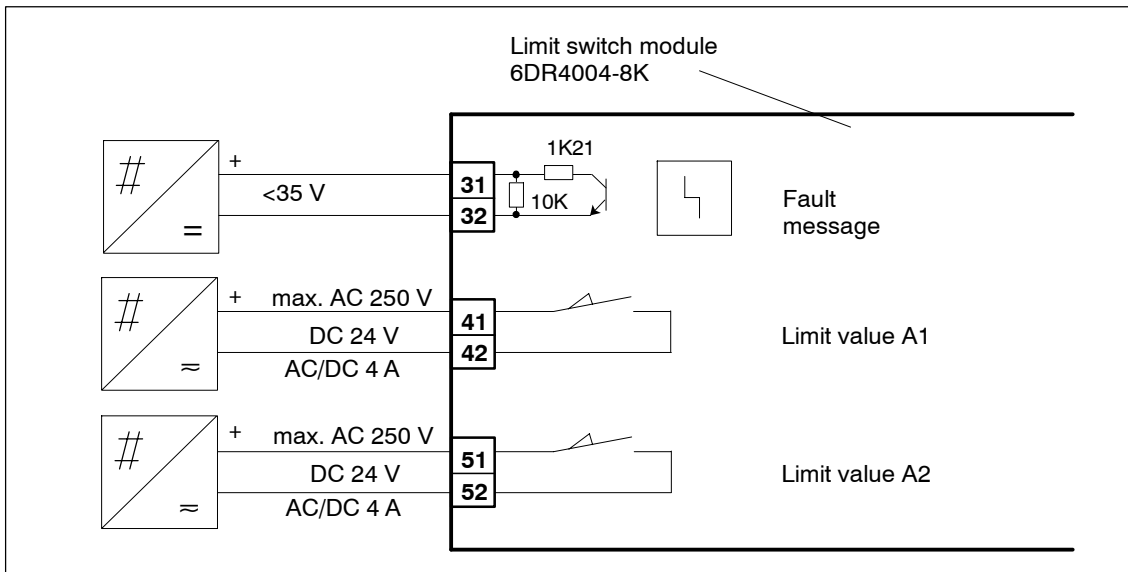 Limit switch module
6DR4004-8K
#
+
<35 V
=
31
32
1K21
10K
Fault
message
#
+
max. AC 250 V
DC 24 V
AC/DC 4 A
≂
41
42
Limit value A1
#
+
max. AC 250 V
DC 24 V
AC/DC 4 A
≂
51
52
Limit value A2